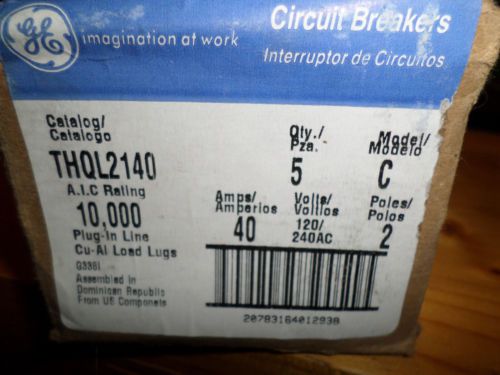 GE imagination at work
Circuit Breakers
Interruptor de Circuitos
Catalog/
Catalogo
THQL2140
A.I.C Rating
10,000
Plug-In Line
Cu-Al Load Lugs
Assembled in
Dominican Republic
From US Componets
Qty./
Pza.
5
Model/
Modelo
C
Amps/
Amperios
40
Volts/
Voltios
120/
240AC
Poles/
Polos
2
20783164012938